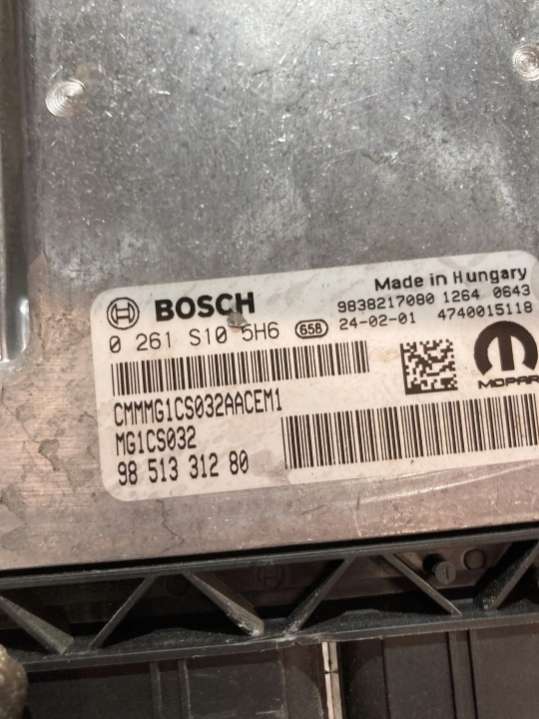 BOSCH
Made in Hungary
0 261 S10 5H6 658
9838217080 1264 0643
24-02-01 4740015118
CMMMG1CS032AACEM1
MG1CS032
98 513 312 80
MOPAR